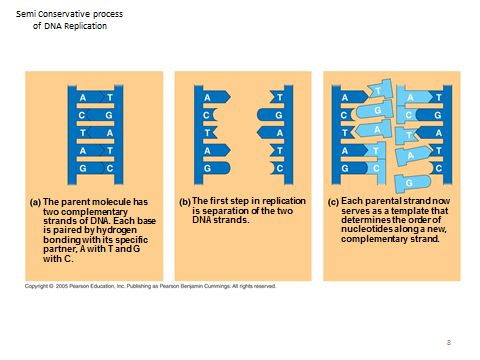 Semi Conservative process
of DNA Replication
A T
C G
T A
A T
G C
(a) The parent molecule has
two complementary
strands of DNA. Each base
is paired by hydrogen
bonding with its specific
partner, A with T and G
with C.
A T
C G
T A
A T
G C
(b) The first step in replication
is separation of the two
DNA strands.
A T A T
C G C G
T A T A
A T A T
G C G C
(c) Each parental strand now
serves as a template that
determines the order of
nucleotides along a new,
complementary strand.
Copyright © 2005 Pearson Education, Inc. Publishing as Pearson Benjamin Cummings. All rights reserved.
8